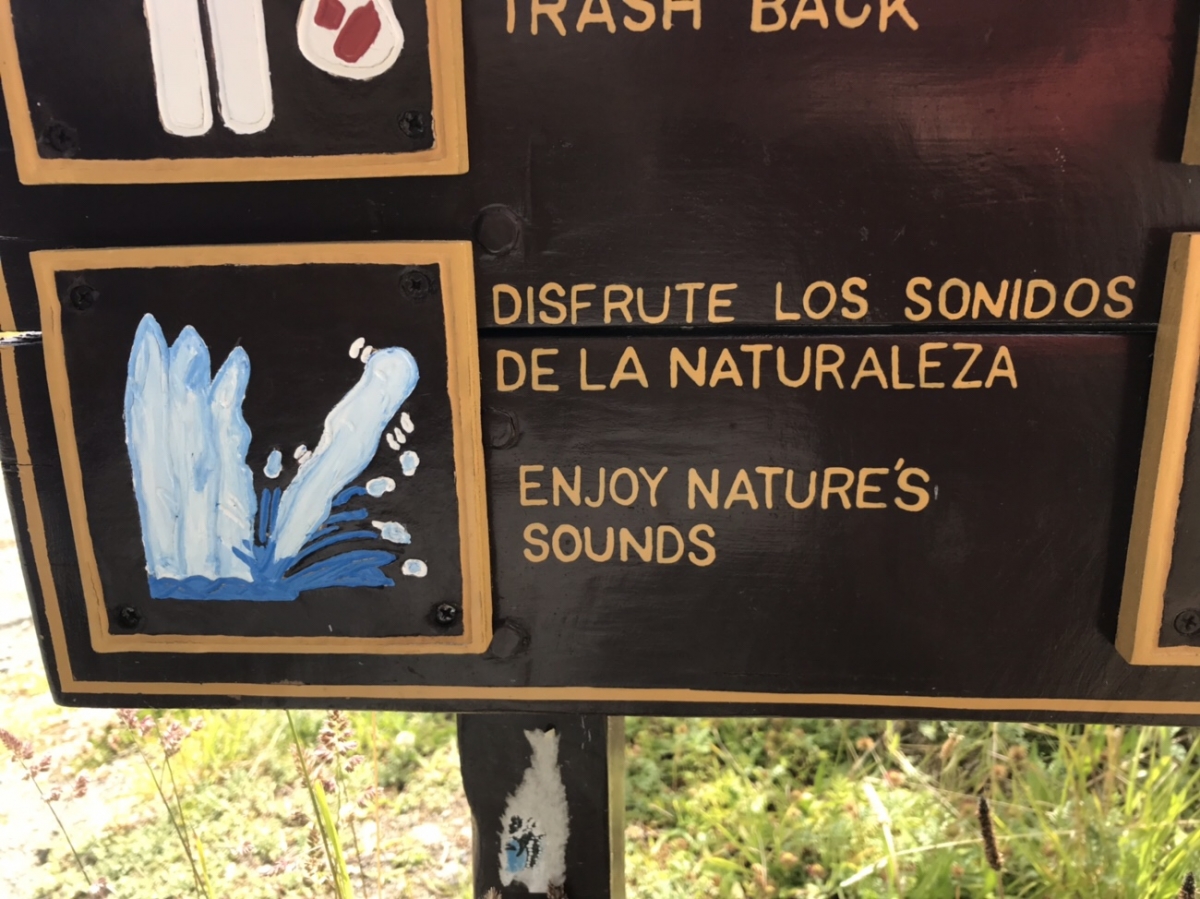 TRASH BACK
DISFRUTE LOS SONIDOS
DE LA NATURALEZA
ENJOY NATURE'S
SOUNDS